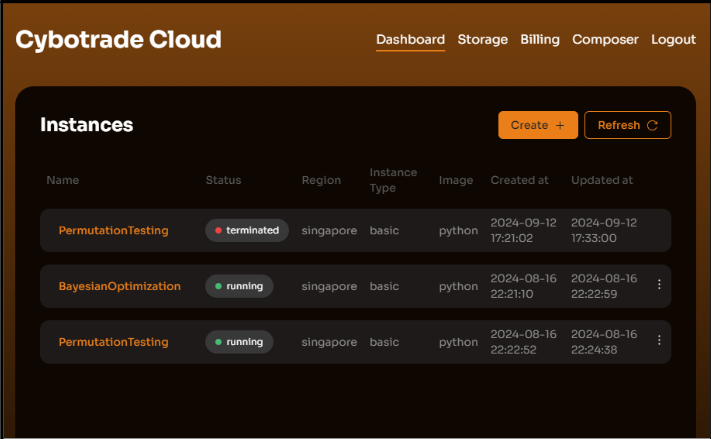 Cybotrade Cloud
Dashboard Storage Billing Composer Logout
Instances
Create +
Refresh
Name Status Region Instance Type Image Created at Updated at
PermutationTesting terminated singapore basic python 2024-09-12 17:21:02 2024-09-12 17:33:00
BayesianOptimization running singapore basic python 2024-08-16 22:21:10 2024-08-16 22:22:59
PermutationTesting running singapore basic python 2024-08-16 22:22:52 2024-08-16 22:24:38